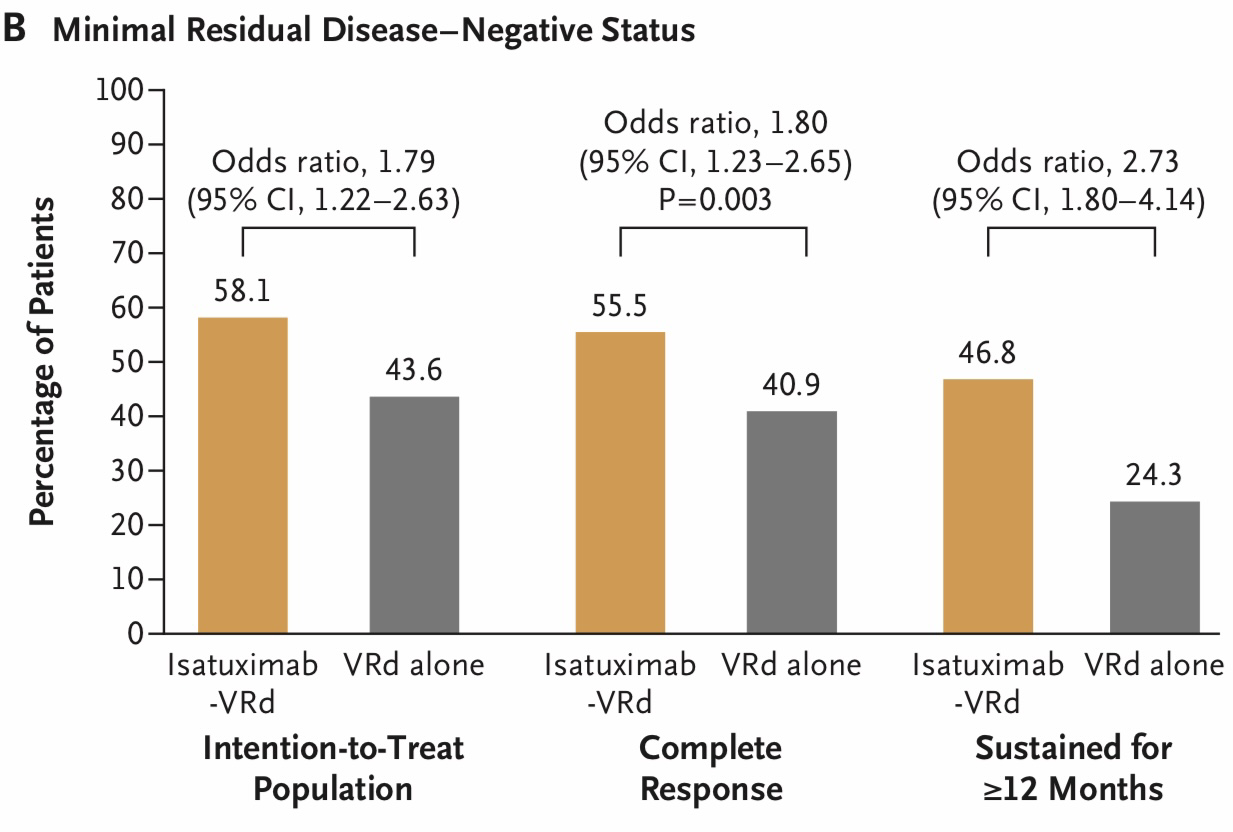 B Minimal Residual Disease–Negative Status
Percentage of Patients
100
90
80
70
60
50
40
30
20
10
0
Odds ratio, 1.79
(95% CI, 1.22–2.63)
58.1
43.6
Odds ratio, 1.80
(95% CI, 1.23–2.65)
P=0.003
55.5
40.9
Odds ratio, 2.73
(95% CI, 1.80–4.14)
46.8
24.3
Isatuximab
-VRd
VRd alone
Intention-to-Treat
Population
Isatuximab
-VRd
VRd alone
Complete
Response
Isatuximab
-VRd
VRd alone
Sustained for
≥12 Months